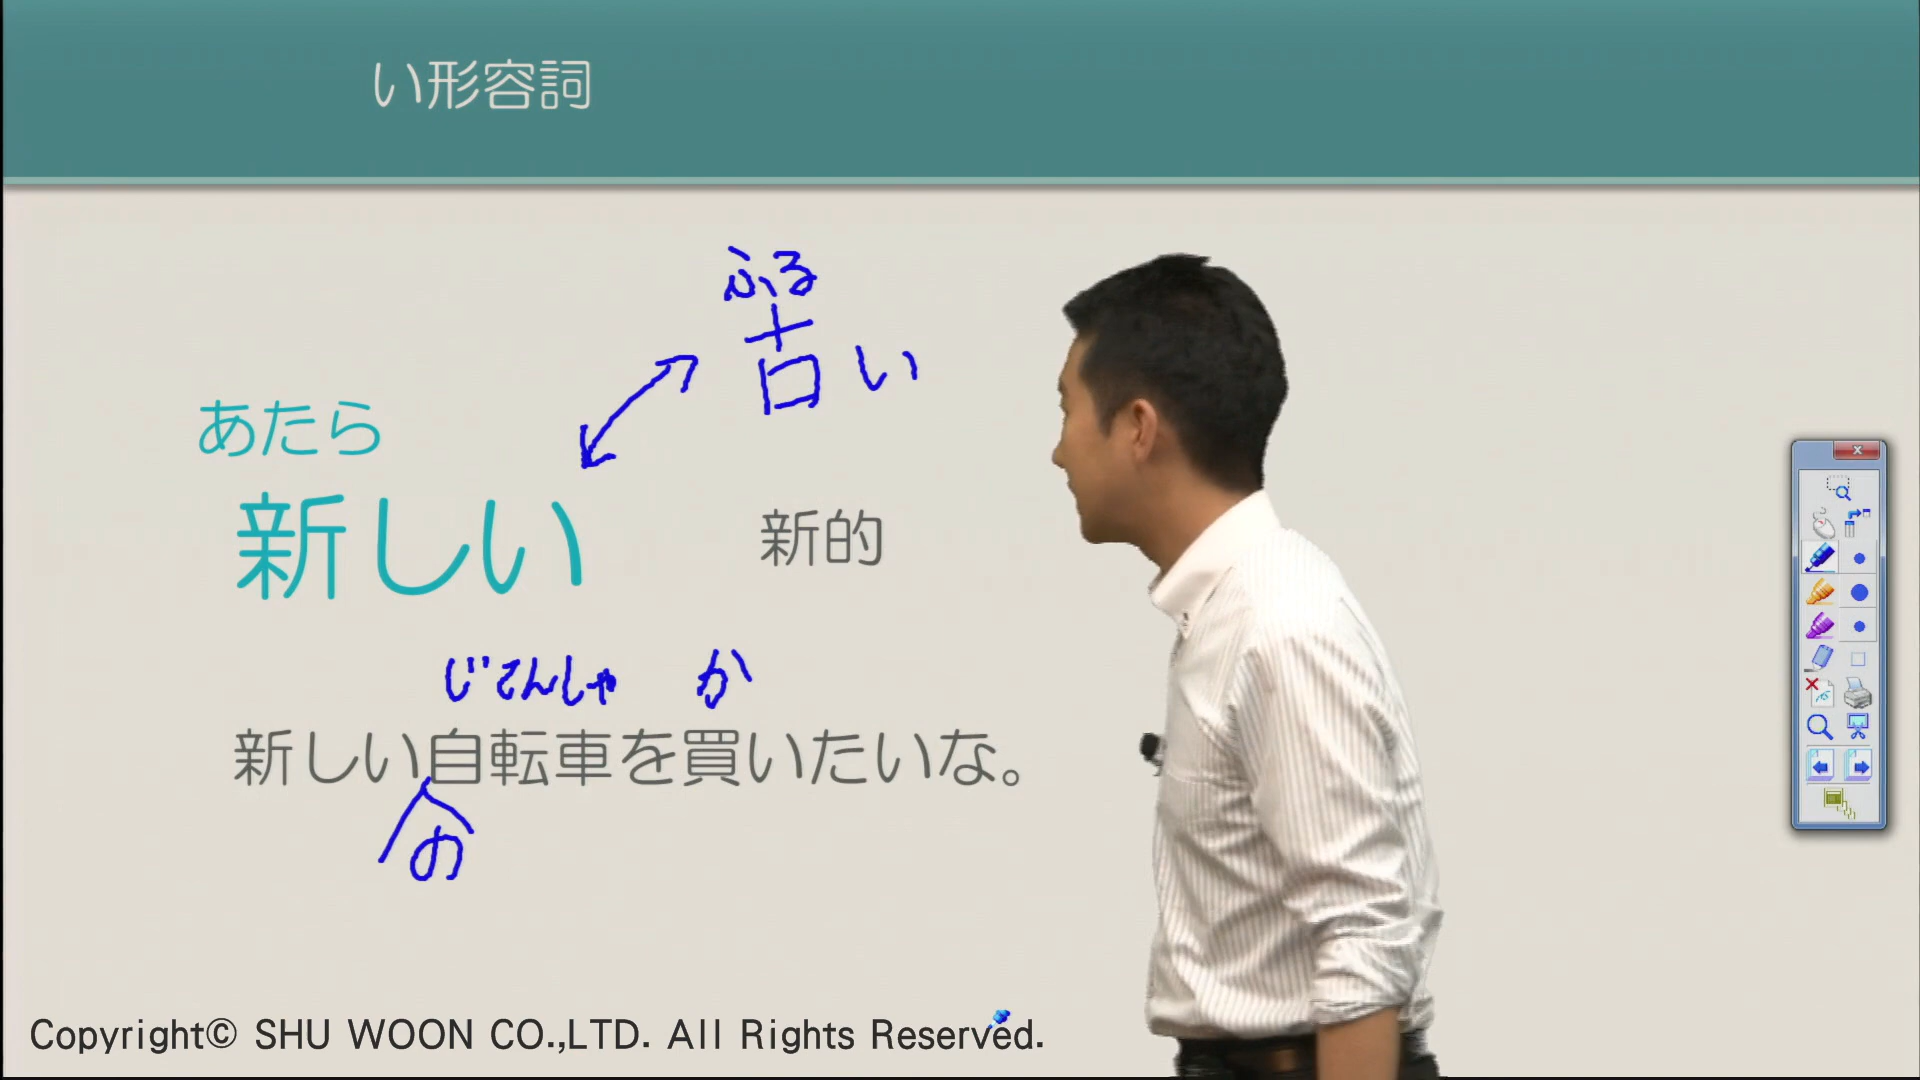 い形容詞
ふる
古い
あたら
新しい
新的
じてんしゃ か
新しい自転車を買いたいな。
の
Copyright© SHU WOON CO.,LTD. All Rights Reserved.